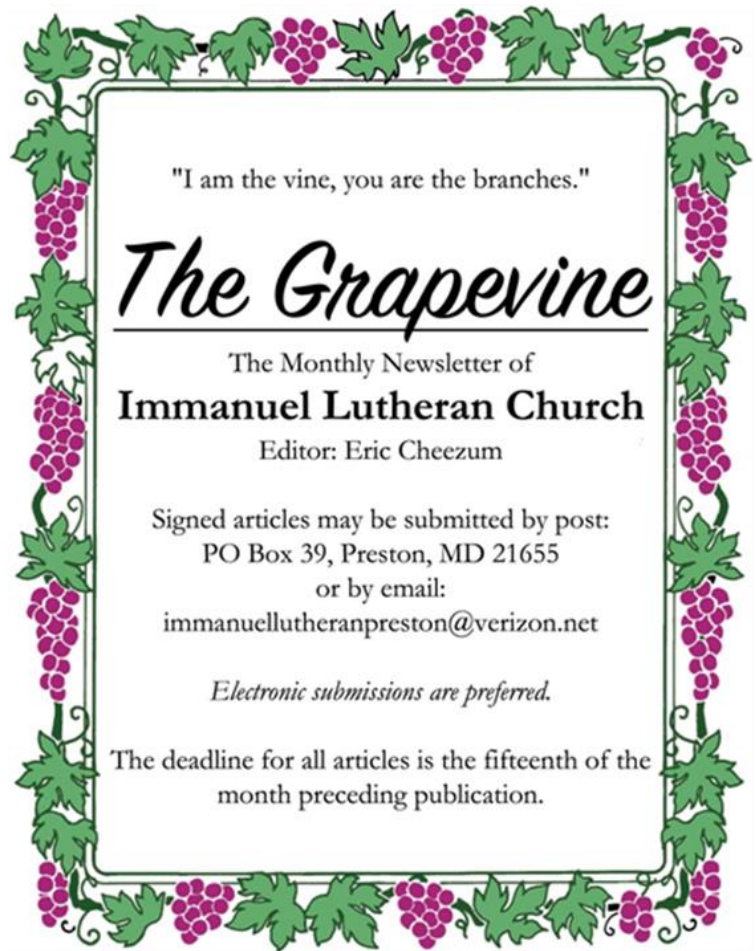 "I am the vine, you are the branches."
The Grapevine
The Monthly Newsletter of
Immanuel Lutheran Church
Editor: Eric Cheezum
Signed articles may be submitted by post:
PO Box 39, Preston, MD 21655
or by email:
immanuellutheranpreston@verizon.net
Electronic submissions are preferred.
The deadline for all articles is the fifteenth of the
month preceding publication.